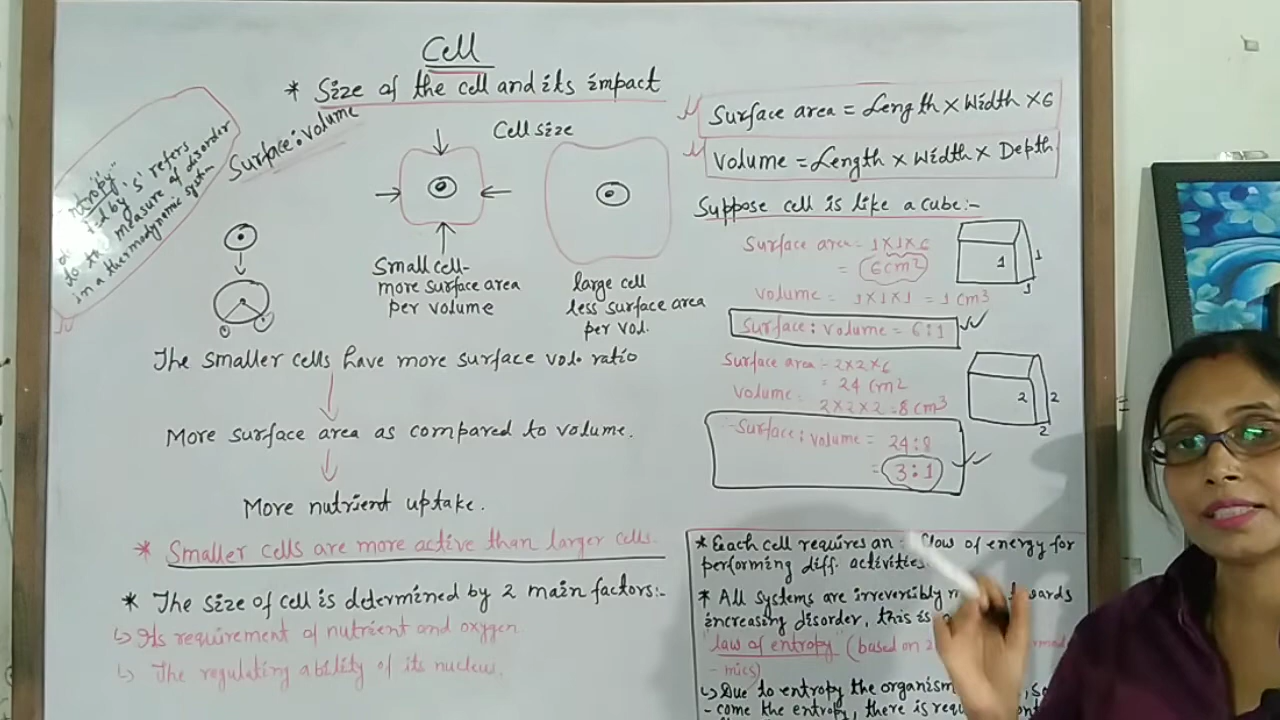 Cell
* Size of the cell and its impact
Surface:volume
"
by 's' refers
to the measure of disorder
in a thermodynamic system
Cell size
Small cell-
more surface area
per volume
large cell
less surface area
per vol.
The smaller cells have more surface vol. ratio
More surface area as compared to volume.
More nutrient uptake.
* Smaller cells are more active than larger cells.
* The size of cell is determined by 2 main factors:-
↳ Its requirement of nutrient and oxygen
↳ The regulating ability of its nucleus.
Surface area = Length × Width × 6
Volume = Length × Width × Depth
Suppose cell is like a cube:-
Surface area = 1×1×6
= 6cm²
Volume = 1×1×1 = 1 cm³
1
1
1
Surface: volume = 6:1
Surface area = 2×2×6
= 24 cm²
Volume =
2×2×2 = 8 cm³
2
2
2
Surface: volume = 24:8
= 3:1
* Each cell requires an flow of energy for
performing diff. activities.
* All systems are irreversibly
increasing disorder, this is
"law of entropy" (based on
-mics)
↳ Due to entropy the organism
-come the entropy, there is